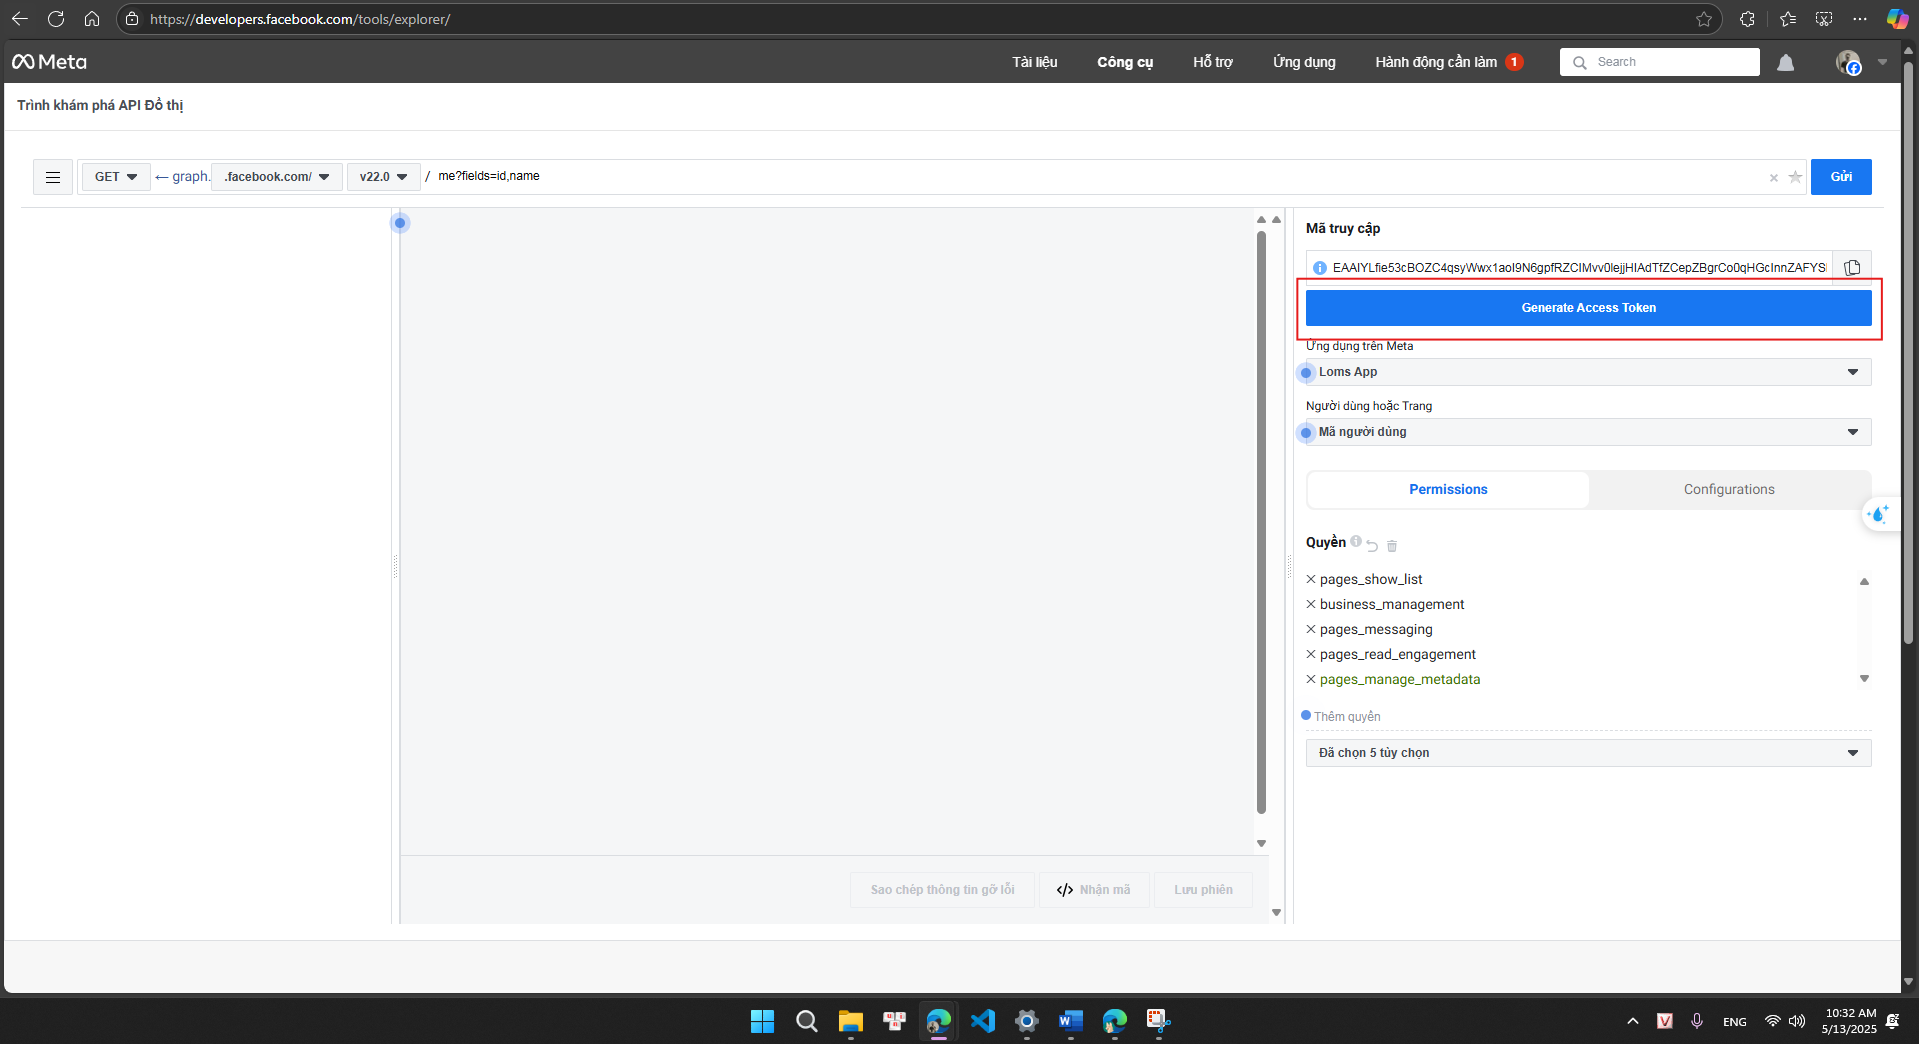 https://developers.facebook.com/tools/explorer/
Meta
Tài liệu
Công cụ
Hỗ trợ
Ứng dụng
Hành động cần làm 1
Search
Trình khám phá API Đồ thị
GET
graph.
.facebook.com/
v22.0
/ me?fields=id,name
Gửi
Mã truy cập
Generate Access Token
Ứng dụng trên Meta
Loms App
Người dùng hoặc Trang
Mã người dùng
Permissions
Configurations
Quyền
pages_show_list
business_management
pages_messaging
pages_read_engagement
pages_manage_metadata
Thêm quyền
Đã chọn 5 tùy chọn
Sao chép thông tin gỡ lỗi
</> Nhận mã
Lưu phiên
ENG
10:32 AM
5/13/2025